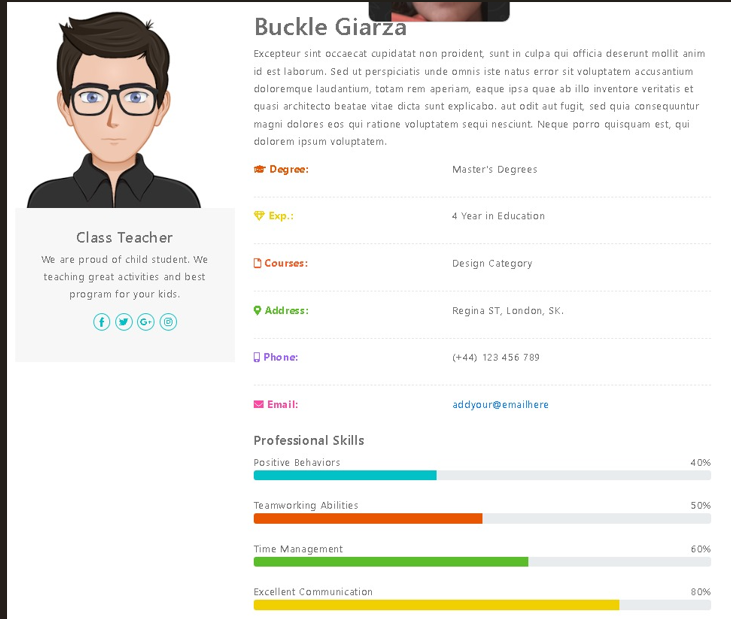 Buckle Giarza
Excepteur sint occaecat cupidatat non proident, sunt in culpa qui officia deserunt mollit anim
id est laborum. Sed ut perspiciatis unde omnis iste natus error sit voluptatem accusantium
doloremque laudantium, totam rem aperiam, eaque ipsa quae ab illo inventore veritatis et
quasi architecto beatae vitae dicta sunt explicabo. aut odit aut fugit, sed quia consequuntur
magni dolores eos qui ratione voluptatem sequi nesciunt. Neque porro quisquam est, qui
dolorem ipsum voluptatem.
Degree: Master's Degrees
Exp.: 4 Year in Education
Courses: Design Category
Address: Regina ST, London, SK.
Phone: (+44) 123 456 789
Email: addyour@emailhere
Class Teacher
We are proud of child student. We
teaching great activities and best
program for your kids.
Professional Skills
Positive Behaviors 40%
Teamworking Abilities 50%
Time Management 60%
Excellent Communication 80%